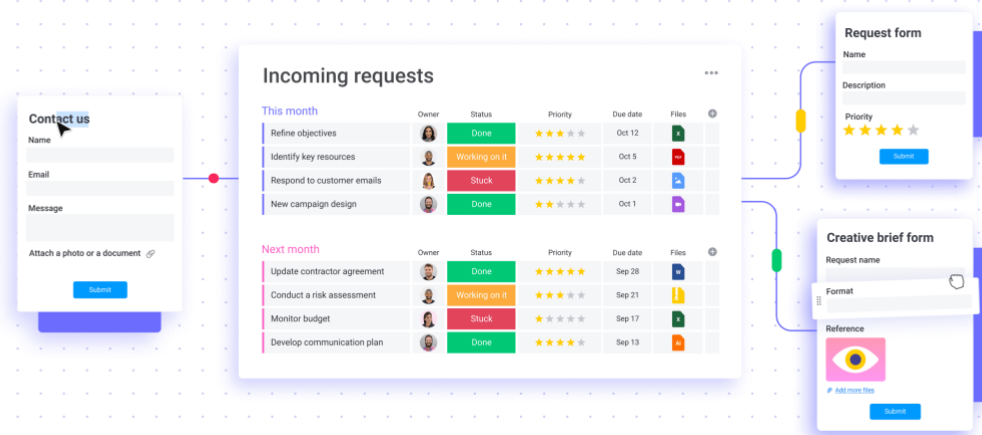 Contact us
Name
Email
Message
Attach a photo or a document
Submit
Incoming requests
This month
Owner Status Priority Due date Files
Refine objectives Done Oct 12 X
Identify key resources Working on it Oct 5 PDF
Respond to customer emails Stuck Oct 2
New campaign design Done Oct 1
Next month
Owner Status Priority Due date Files
Update contractor agreement Done Sep 28 W
Conduct a risk assessment Working on it Sep 21
Monitor budget Stuck Sep 17 X
Develop communication plan Done Sep 13 Ai
Request form
Name
Description
Priority
Submit
Creative brief form
Request name
Format
Reference
Add more files
Submit